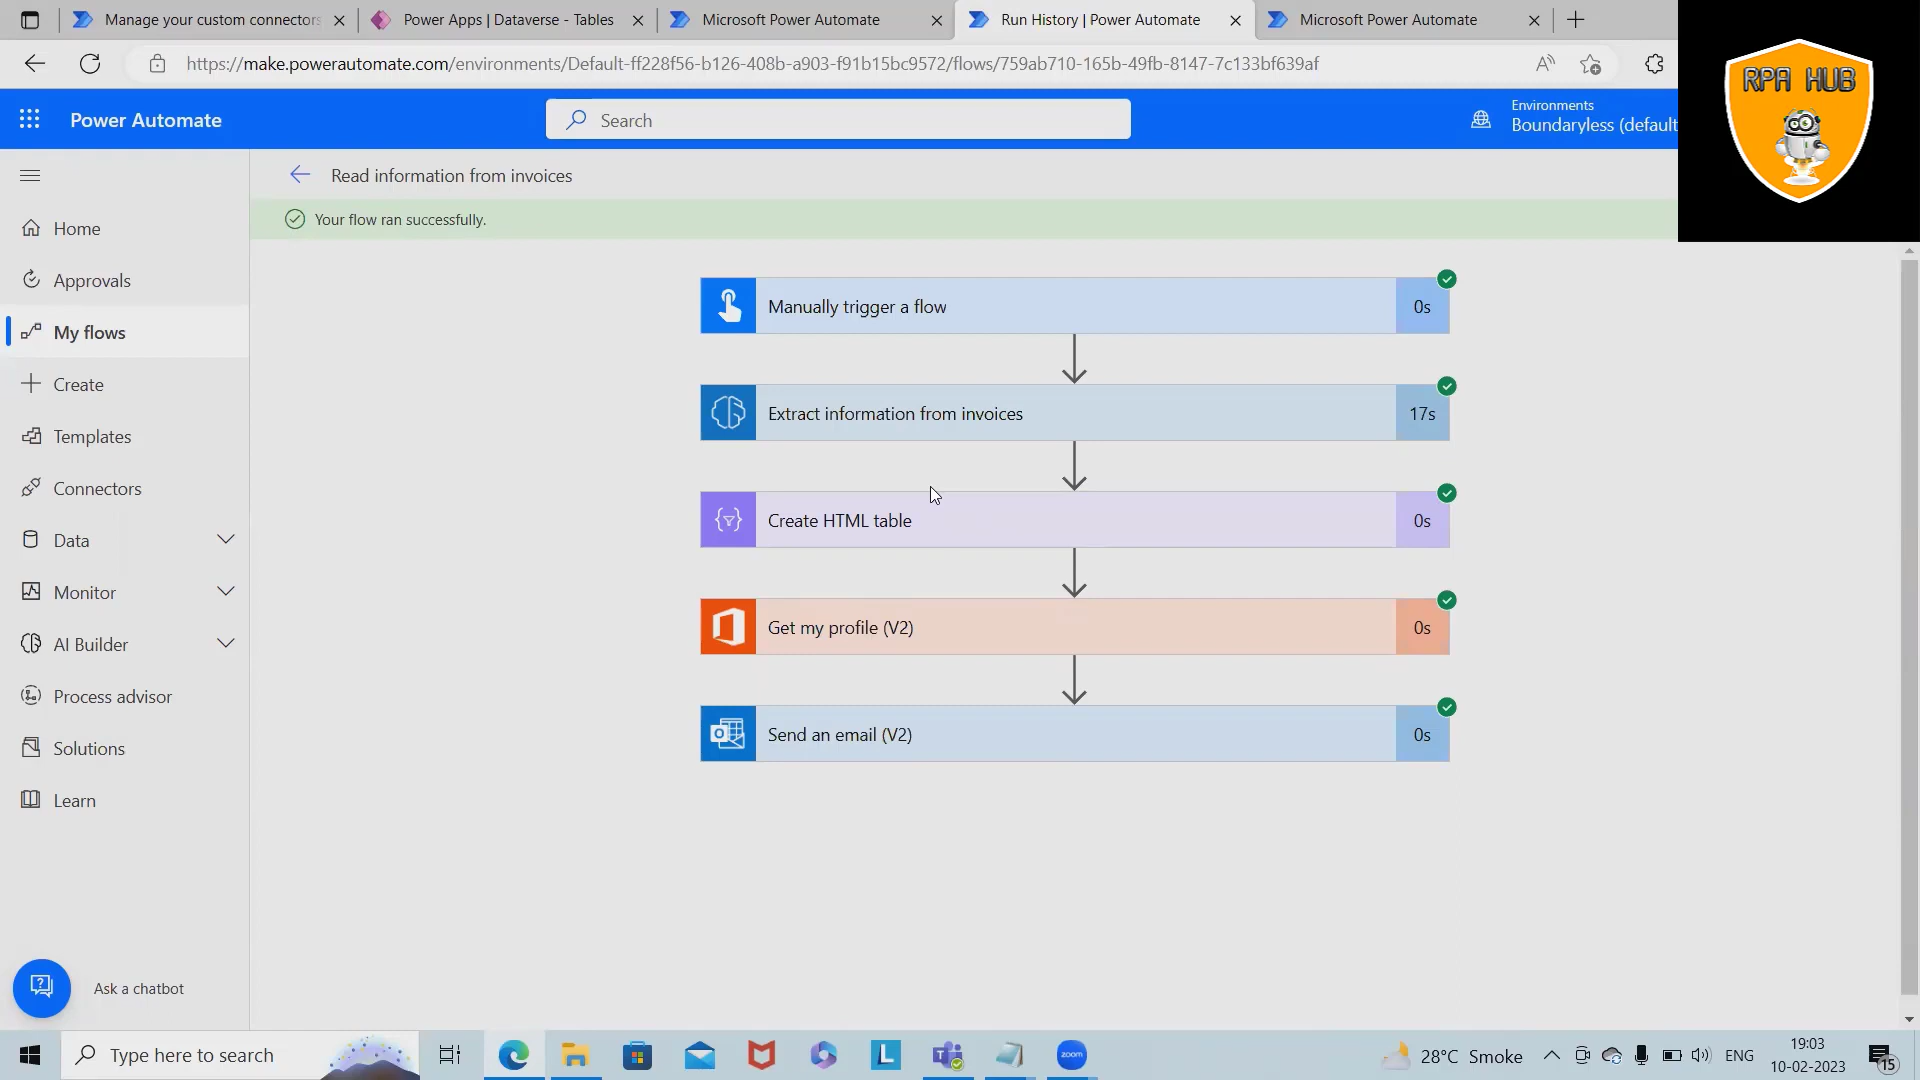 Manage your custom connectors
Power Apps | Dataverse - Tables
Microsoft Power Automate
Run History | Power Automate
Microsoft Power Automate
https://make.powerautomate.com/environments/Default-ff228f56-b126-408b-a903-f91b15bc9572/flows/759ab710-165b-49fb-8147-7c133bf639af
RPA HUB
Power Automate
Search
Environments
Boundaryless (default
Read information from invoices
Your flow ran successfully.
Home
Approvals
My flows
Create
Templates
Connectors
Data
Monitor
AI Builder
Process advisor
Solutions
Learn
Ask a chatbot
Manually trigger a flow 0s
Extract information from invoices 17s
Create HTML table 0s
Get my profile (V2) 0s
Send an email (V2) 0s
Type here to search
L
zoom
28°C Smoke
ENG
19:03
10-02-2023
15